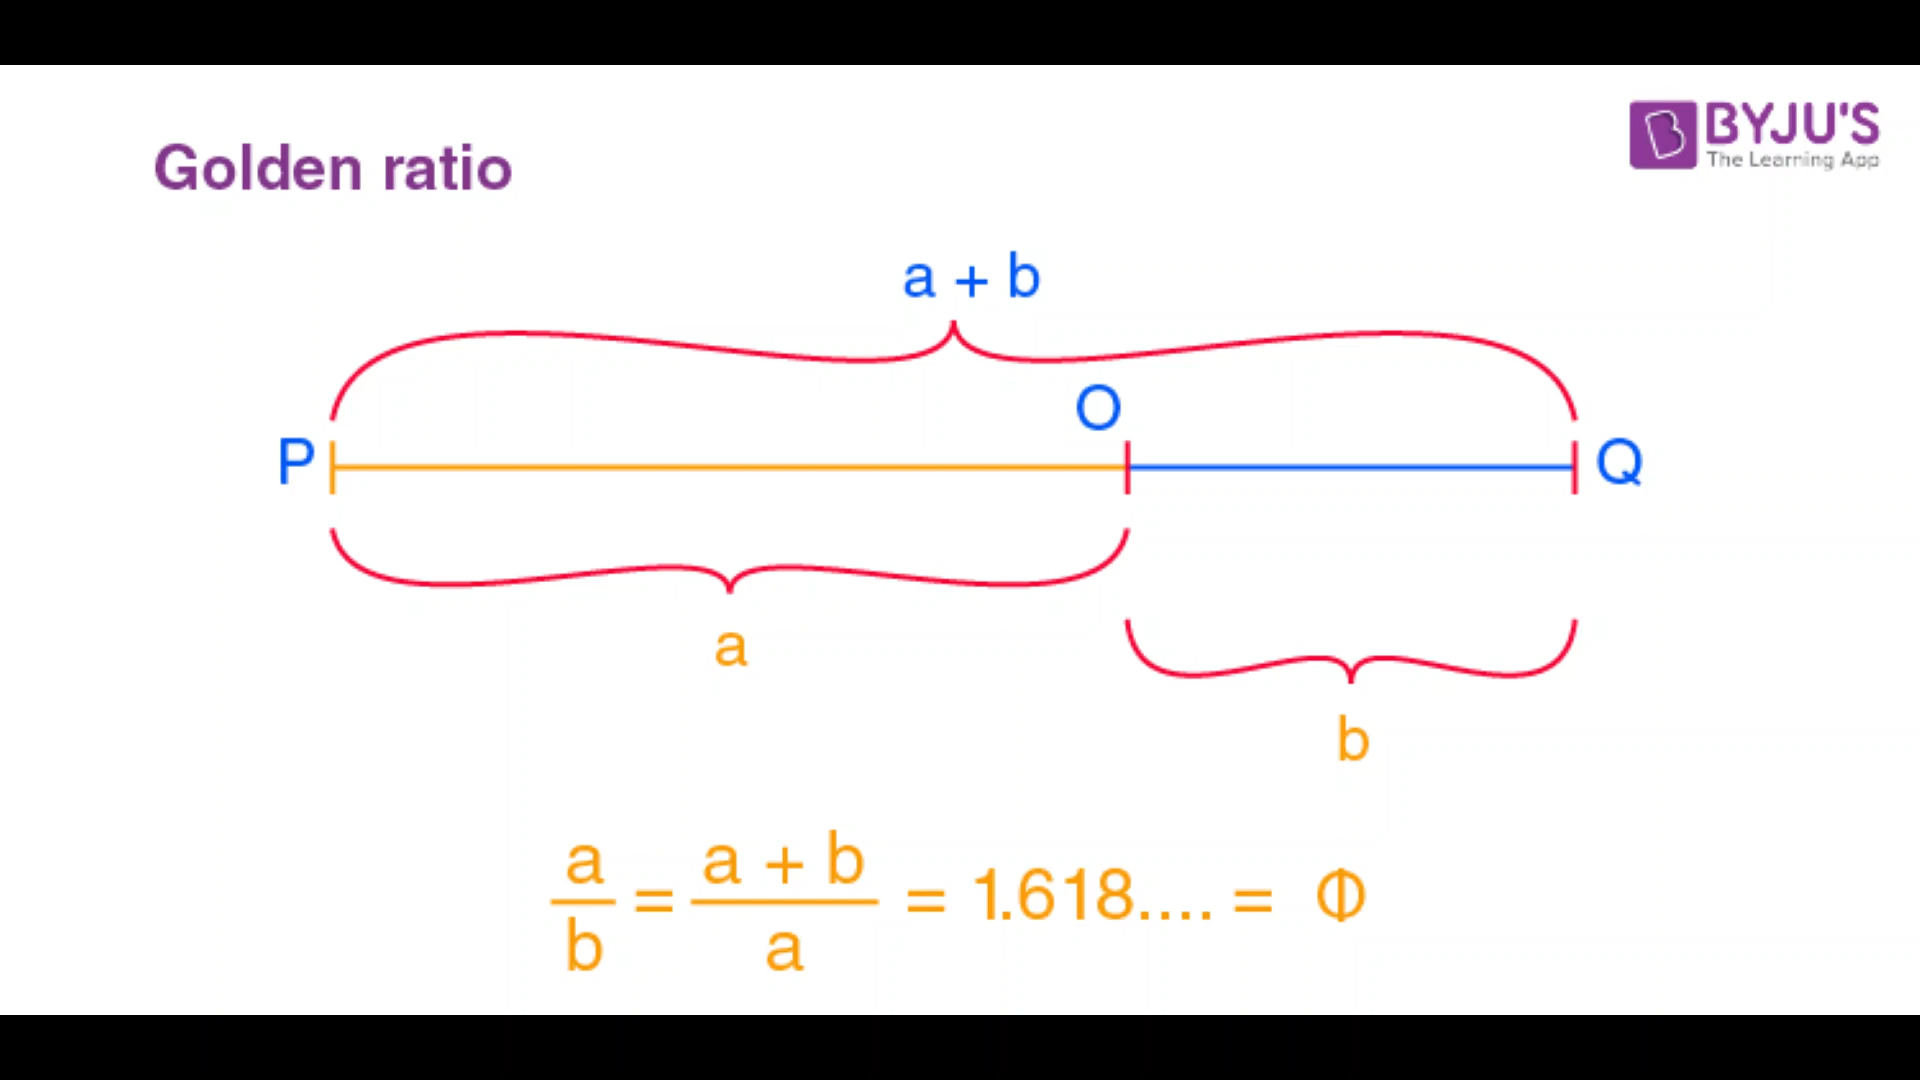 Golden ratio
BYJU'S
The Learning App
a + b
O
P
Q
a
b
a/b = a + b/a = 1.618.... = Φ